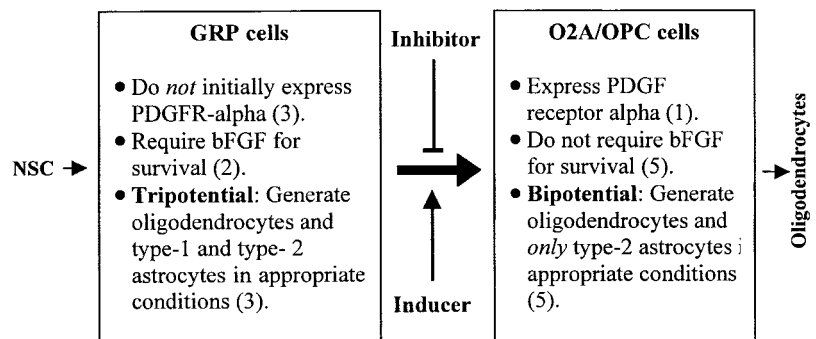 NSC
GRP cells
• Do not initially express
PDGFR-alpha (3).
• Require bFGF for
survival (2).
• Tripotential: Generate
oligodendrocytes and
type-1 and type- 2
astrocytes in appropriate
conditions (3).
Inhibitor
Inducer
O2A/OPC cells
• Express PDGF
receptor alpha (1).
• Do not require bFGF
for survival (5).
• Bipotential: Generate
oligodendrocytes and
only type-2 astrocytes i
appropriate conditions
(5).
Oligodendrocytes